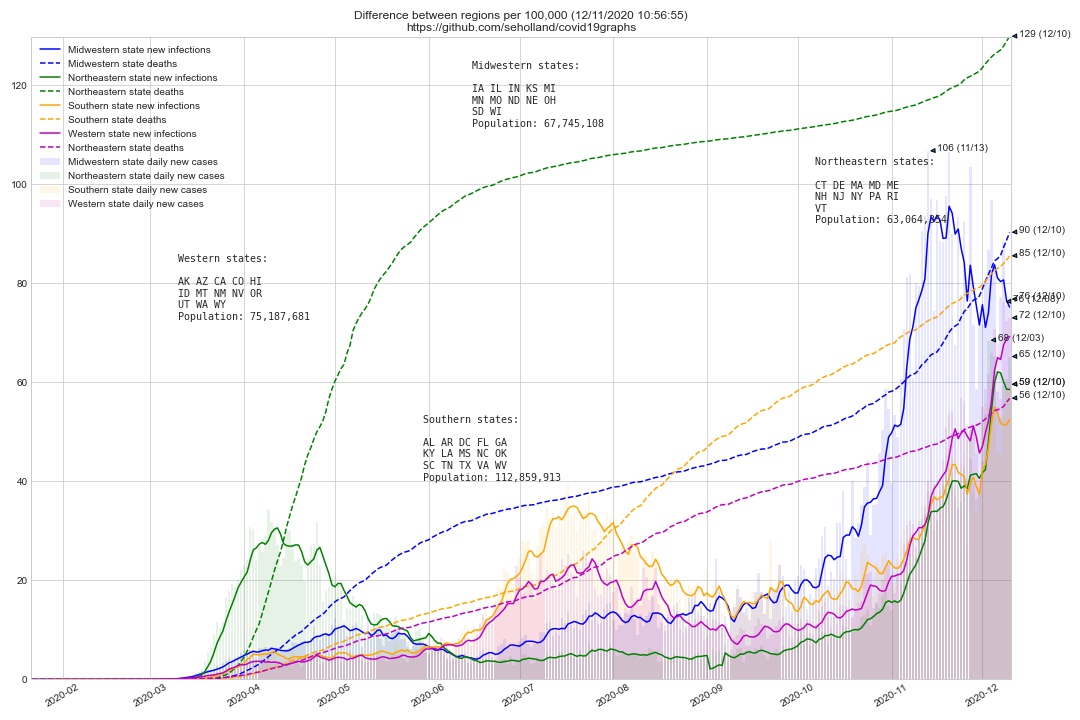 Difference between regions per 100,000 (12/11/2020 10:56:55)
https://github.com/seholland/covid19graphs
Midwestern state new infections
Midwestern state deaths
Northeastern state new infections
Northeastern state deaths
Southern state new infections
Southern state deaths
Western state new infections
Northeastern state deaths
Midwestern state daily new cases
Northeastern state daily new cases
Southern state daily new cases
Western state daily new cases
Midwestern states:
IA IL IN KS MI
MN MO ND NE OH
SD WI
Population: 67,745,108
Northeastern states:
CT DE MA MD ME
NH NJ NY PA RI
VT
Population: 63,064,
Western states:
AK AZ CA CO HI
ID MT NM NV OR
UT WA WY
Population: 75,187,681
Southern states:
AL AR DC FL GA
KY LA MS NC OK
SC TN TX VA WV
Population: 112,859,913
129 (12/10)
106 (11/13)
90 (12/10)
85 (12/10)
76 (12/10)
72 (12/10)
68 (12/03)
65 (12/10)
59 (12/10)
56 (12/10)
120
100
80
60
40
20
0
2020-02
2020-03
2020-04
2020-05
2020-06
2020-07
2020-08
2020-09
2020-10
2020-11
2020-12